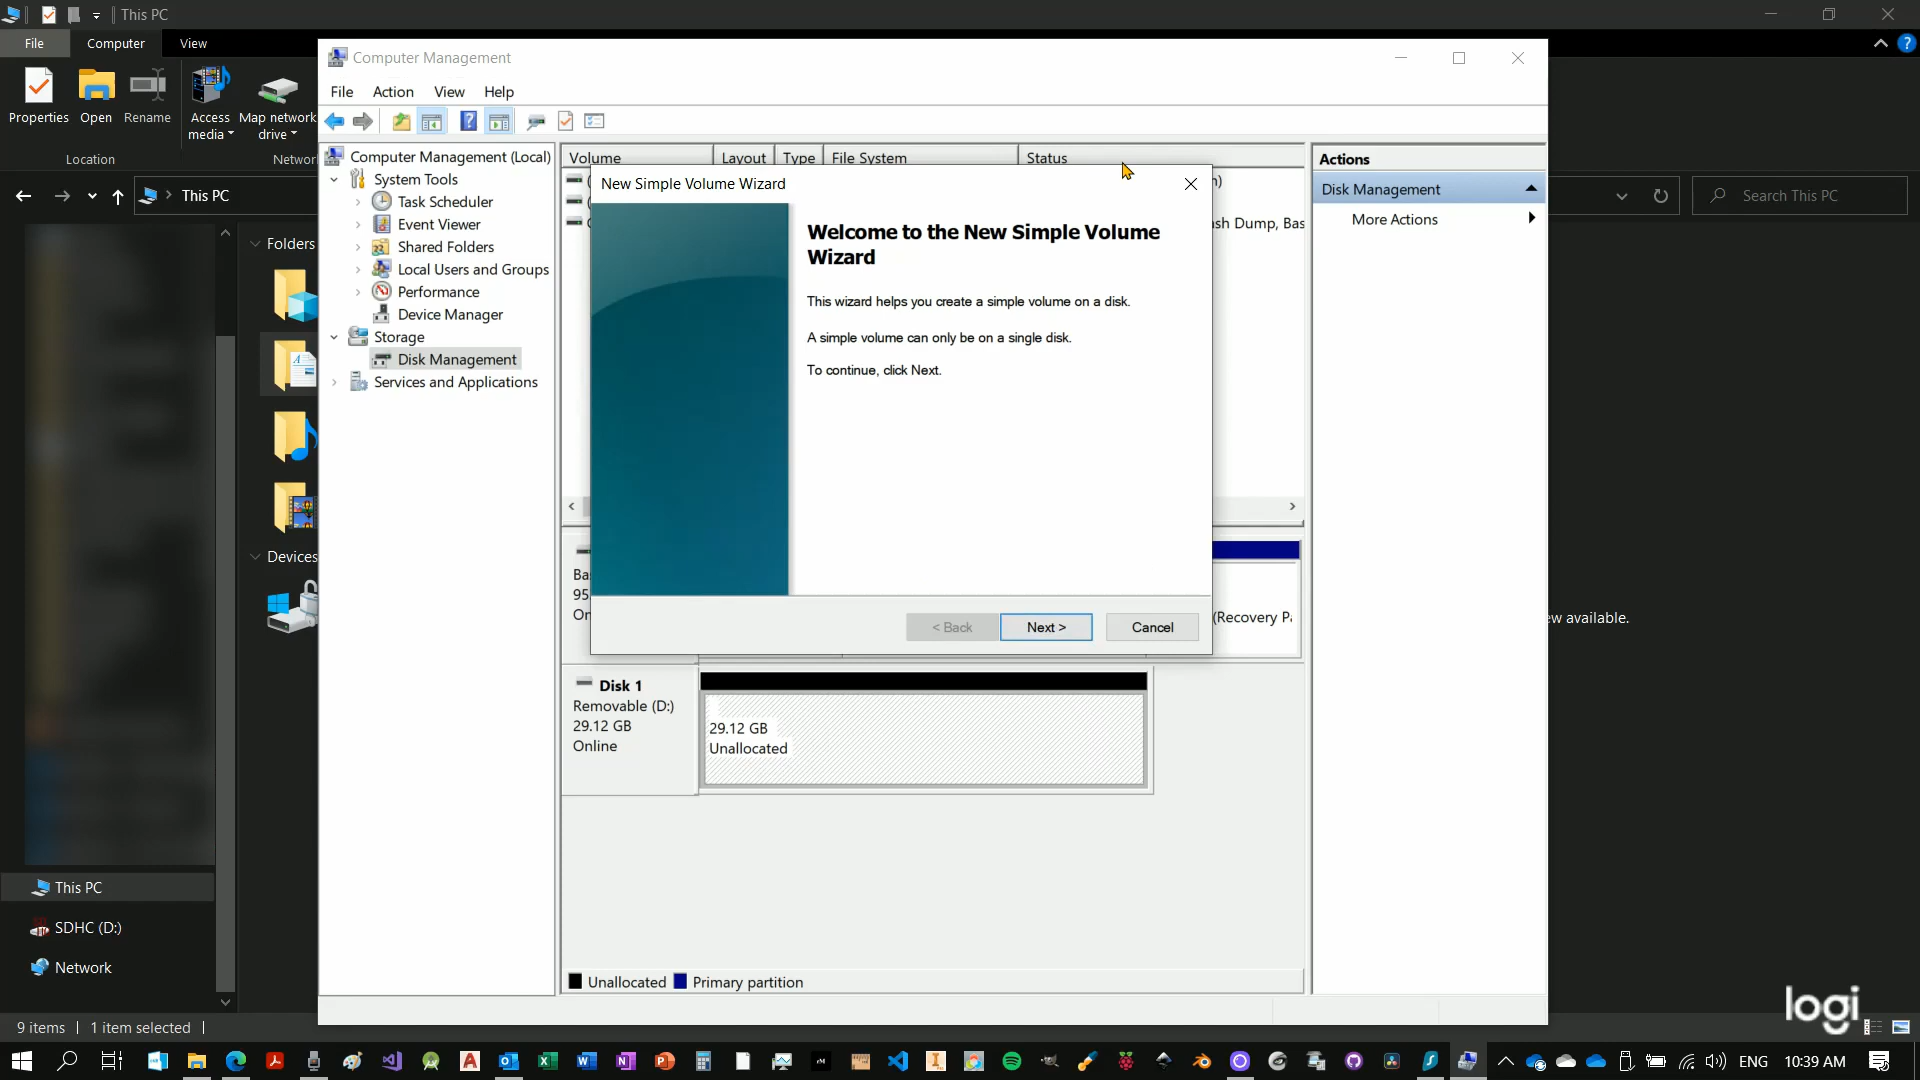 This PC
File
Computer
View
Properties
Open
Rename
Access
media
Map network
drive
Location
This PC
Search This PC
Folders
Devices
This PC
SDHC (D:)
Network
9 items
1 item selected
Computer Management
File
Action
View
Help
Computer Management (Local)
System Tools
Task Scheduler
Event Viewer
Shared Folders
Local Users and Groups
Performance
Device Manager
Storage
Disk Management
Services and Applications
Volume
Layout
Type
File System
Status
New Simple Volume Wizard
Welcome to the New Simple Volume
Wizard
This wizard helps you create a simple volume on a disk.
A simple volume can only be on a single disk.
To continue, click Next.
< Back
Next >
Cancel
Disk 1
Removable (D:)
29.12 GB
Online
29.12 GB
Unallocated
Unallocated
Primary partition
Actions
Disk Management
More Actions
available.
logi
ENG
10:39 AM